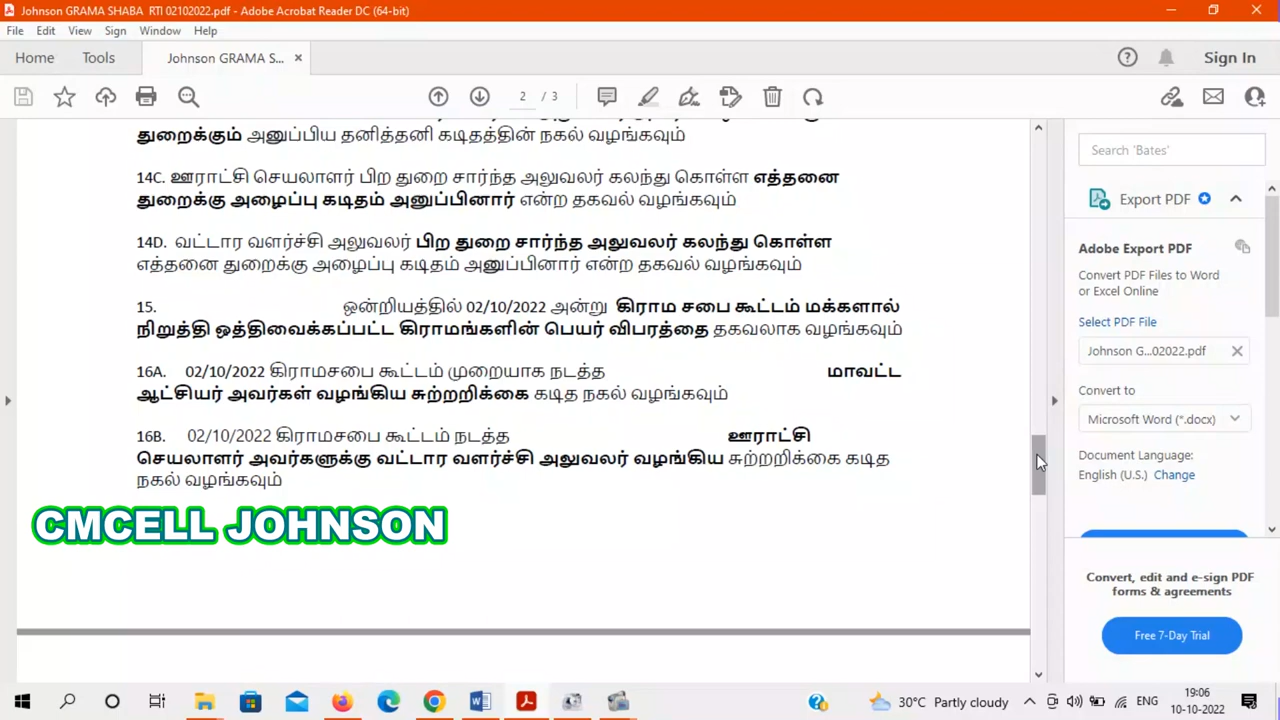 Johnson GRAMA SHABA RTI 02102022.pdf - Adobe Acrobat Reader DC (64-bit)
File Edit View Sign Window Help
Home Tools Johnson GRAMA S... × Sign In
2 / 3
Search 'Bates'
துறைக்கும் அனுப்பிய தனித்தனி கடிதத்தின் நகல் வழங்கவும்
14C. ஊராட்சி செயலாளர் பிற துறை சார்ந்த அலுவலர் கலந்து கொள்ள எத்தனை
துறைக்கு அழைப்பு கடிதம் அனுப்பினார் என்ற தகவல் வழங்கவும்
14D. வட்டார வளர்ச்சி அலுவலர் பிற துறை சார்ந்த அலுவலர் கலந்து கொள்ள
எத்தனை துறைக்கு அழைப்பு கடிதம் அனுப்பினார் என்ற தகவல் வழங்கவும்
15. ஒன்றியத்தில் 02/10/2022 அன்று கிராம சபை கூட்டம் மக்களால்
நிறுத்தி ஒத்திவைக்கப்பட்ட கிராமங்களின் பெயர் விபரத்தை தகவலாக வழங்கவும்
16A. 02/10/2022 கிராமசபை கூட்டம் முறையாக நடத்த மாவட்ட
ஆட்சியர் அவர்கள் வழங்கிய சுற்றறிக்கை கடித நகல் வழங்கவும்
16B. 02/10/2022 கிராமசபை கூட்டம் நடத்த ஊராட்சி
செயலாளர் அவர்களுக்கு வட்டார வளர்ச்சி அலுவலர் வழங்கிய சுற்றறிக்கை கடித
நகல் வழங்கவும்
CMCELL JOHNSON
Export PDF
Adobe Export PDF
Convert PDF Files to Word
or Excel Online
Select PDF File
Johnson G...02022.pdf
Convert to
Microsoft Word (*.docx)
Document Language:
English (U.S.) Change
Convert, edit and e-sign PDF
forms & agreements
Free 7-Day Trial
30°C Partly cloudy ENG 19:06
10-10-2022